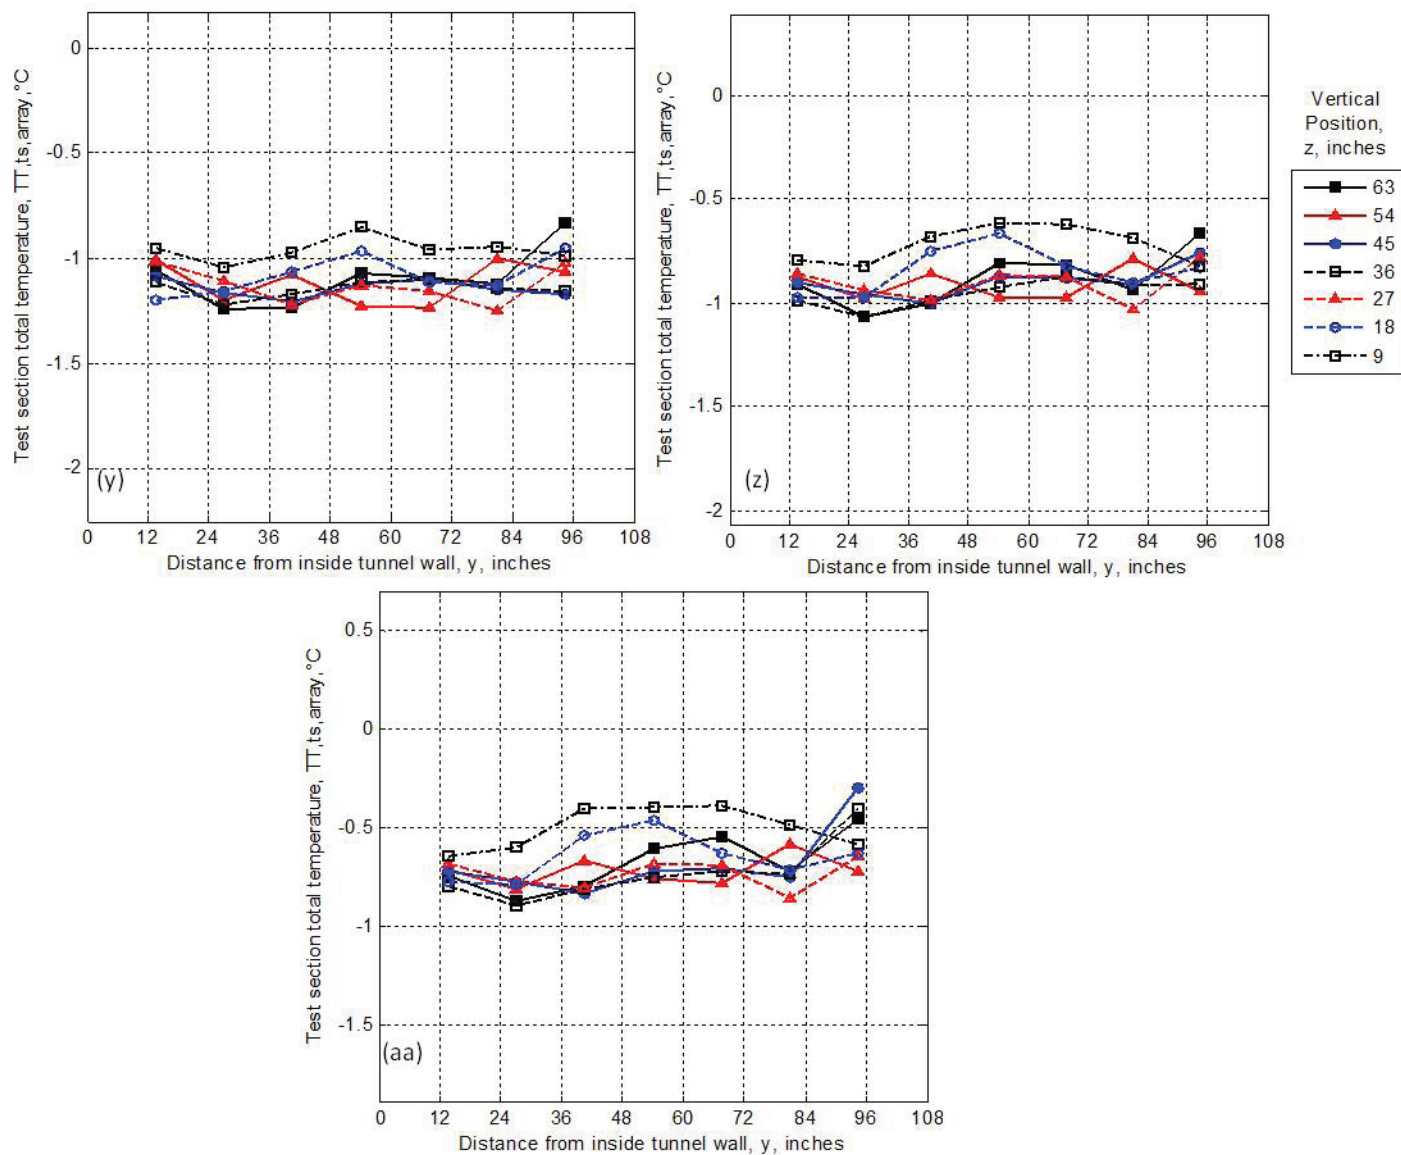 Test section total temperature, TT,ts,array,°C
0
-0.5
-1
-1.5
-2
(y)
0 12 24 36 48 60 72 84 96 108
Distance from inside tunnel wall, y, inches
Test section total temperature, TT,ts,array,°C
0
-0.5
-1
-1.5
-2
(z)
0 12 24 36 48 60 72 84 96 108
Distance from inside tunnel wall, y, inches
Vertical
Position,
z, inches
63
54
45
36
27
18
9
Test section total temperature, TT,ts,array,°C
0.5
0
-0.5
-1
-1.5
(aa)
0 12 24 36 48 60 72 84 96 108
Distance from inside tunnel wall, y, inches